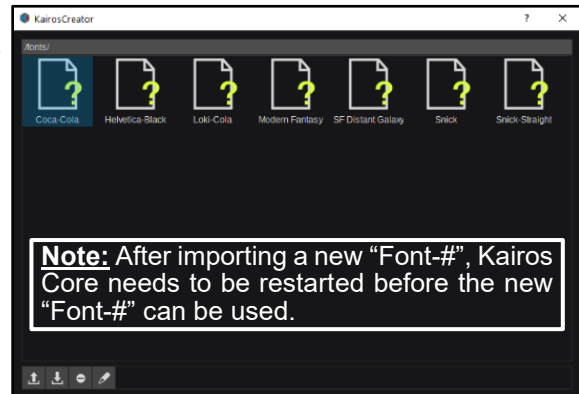 KairosCreator ? ×
/fonts/
Coca-Cola Helvetica-Black Loki-Cola Modern Fantasy SF Distant Galaxy Snick Snick-Straight
Note: After importing a new “Font-#”, Kairos
Core needs to be restarted before the new
“Font-#” can be used.